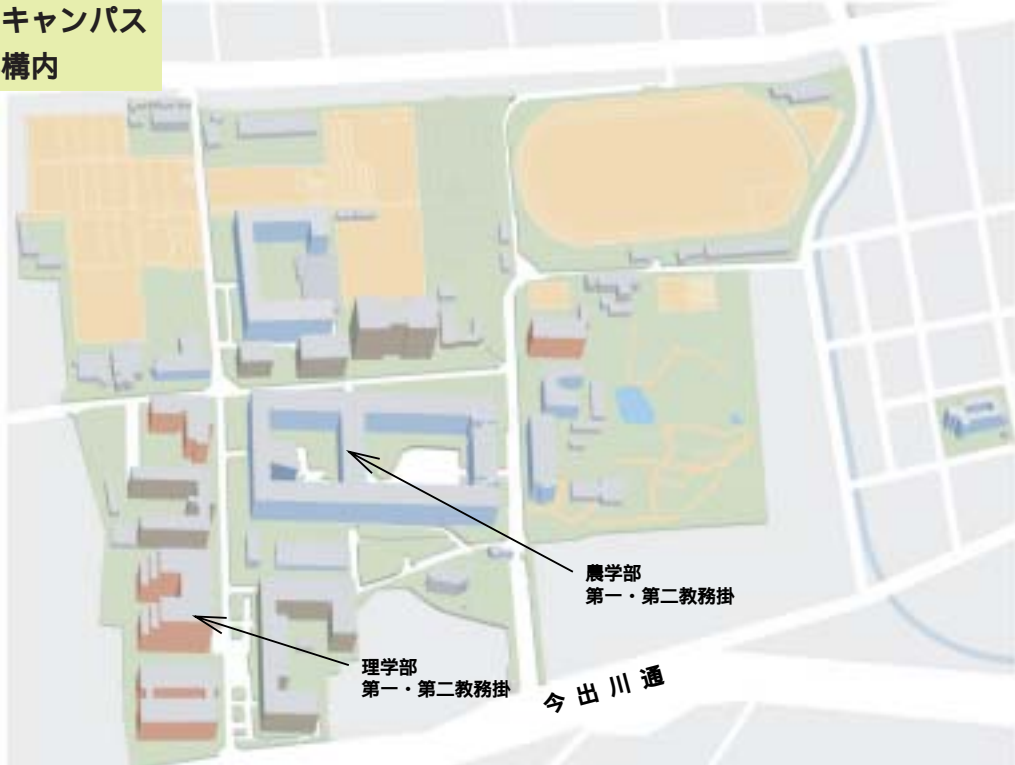 キャンパス
構内
農学部
第一・第二教務掛
理学部
第一・第二教務掛
今出川通